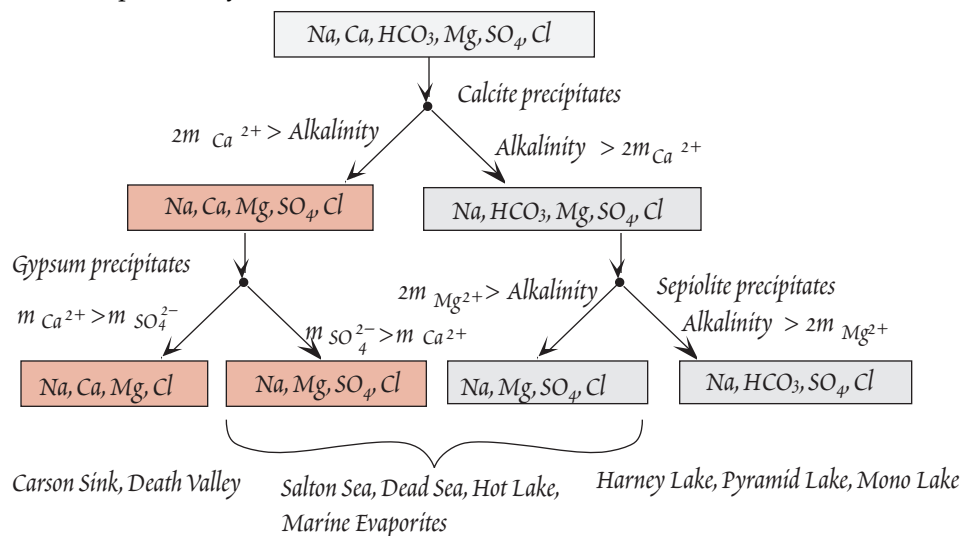 Na, Ca, HCO₃, Mg, SO₄, Cl
Calcite precipitates
2m Ca²⁺ > Alkalinity
Alkalinity > 2m Ca²⁺
Na, Ca, Mg, SO₄, Cl
Na, HCO₃, Mg, SO₄, Cl
Gypsum precipitates
m Ca²⁺ > m SO₄²⁻
m SO₄²⁻ > m Ca²⁺
2m Mg²⁺ > Alkalinity
Sepiolite precipitates
Alkalinity > 2m Mg²⁺
Na, Ca, Mg, Cl
Na, Mg, SO₄, Cl
Na, Mg, SO₄, Cl
Na, HCO₃, SO₄, Cl
Carson Sink, Death Valley
Salton Sea, Dead Sea, Hot Lake,
Marine Evaporites
Harney Lake, Pyramid Lake, Mono Lake